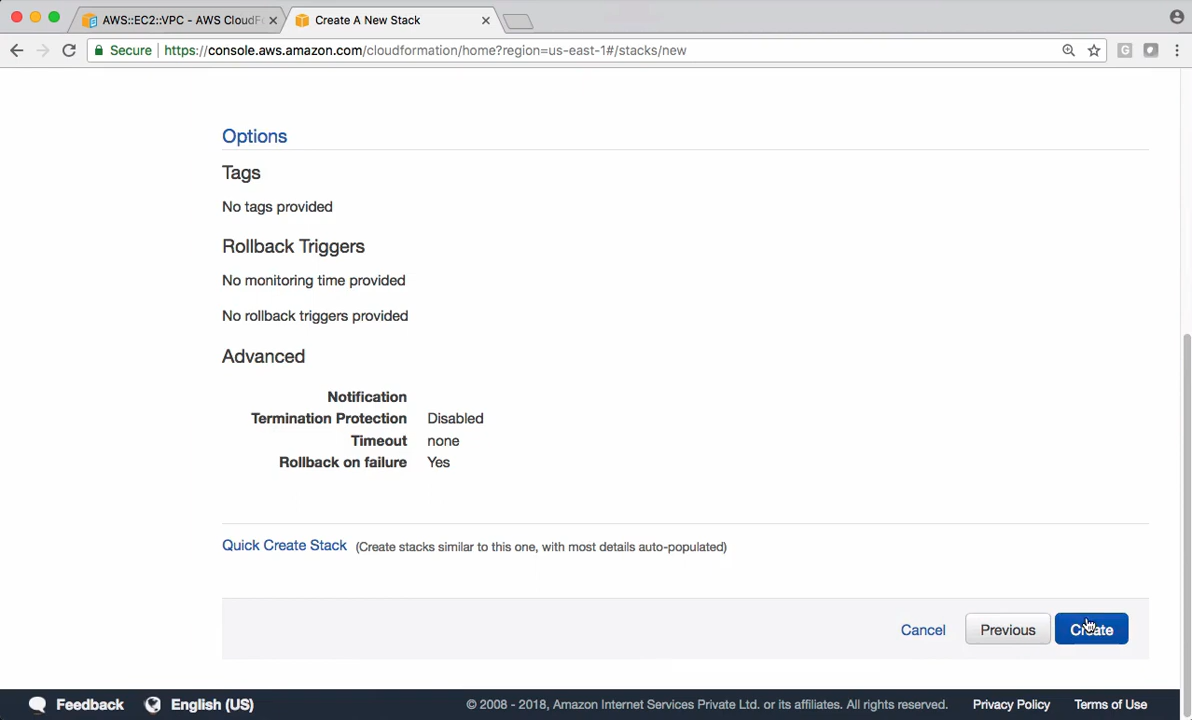 AWS::EC2::VPC - AWS CloudF
Create A New Stack
Secure
https://console.aws.amazon.com/cloudformation/home?region=us-east-1#/stacks/new
Options
Tags
No tags provided
Rollback Triggers
No monitoring time provided
No rollback triggers provided
Advanced
Notification
Termination Protection Disabled
Timeout none
Rollback on failure Yes
Quick Create Stack (Create stacks similar to this one, with most details auto-populated)
Cancel Previous Create
Feedback English (US) © 2008 - 2018, Amazon Internet Services Private Ltd. or its affiliates. All rights reserved. Privacy Policy Terms of Use